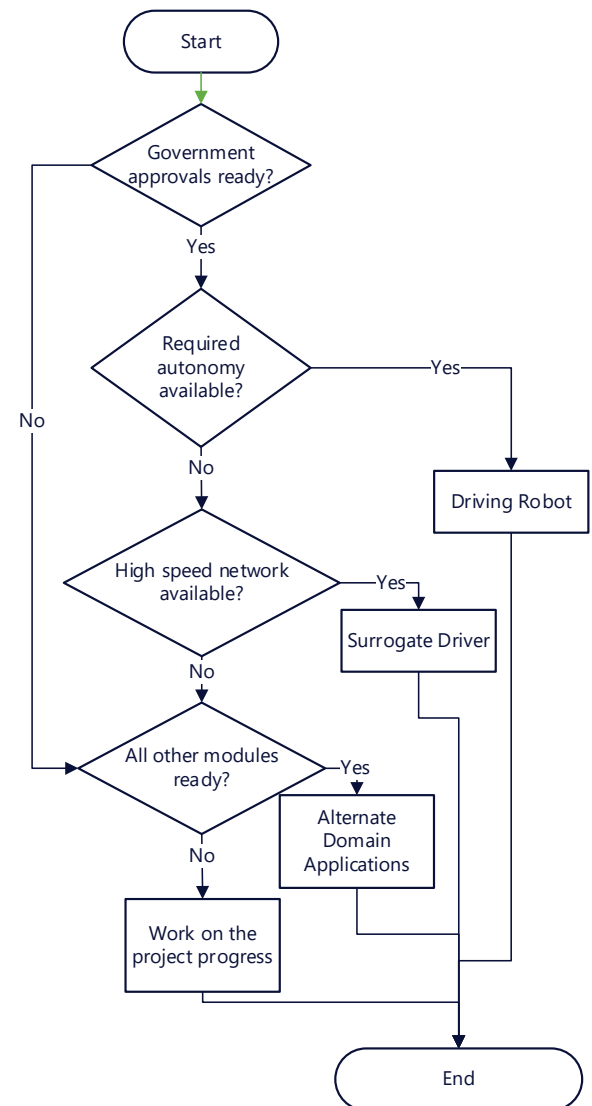 Start
Government
approvals ready?
Yes
Required
autonomy
available?
Yes
No
No
Driving Robot
High speed network
available?
Yes
Surrogate Driver
No
All other modules
ready?
Yes
Alternate
Domain
Applications
No
Work on the
project progress
End